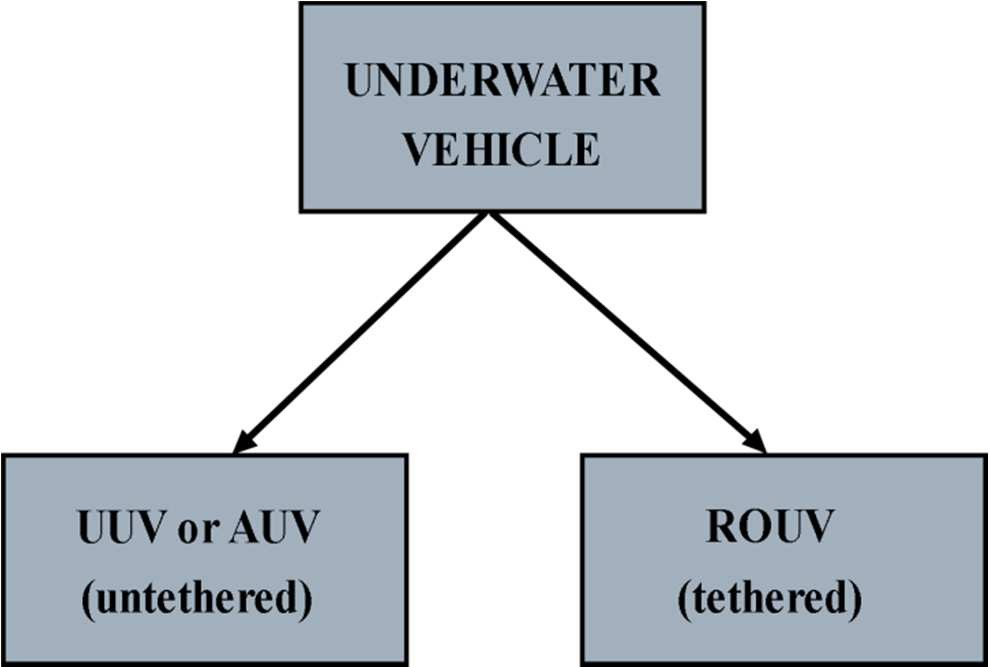 UNDERWATER
VEHICLE
UUV or AUV
(untethered)
ROUV
(tethered)